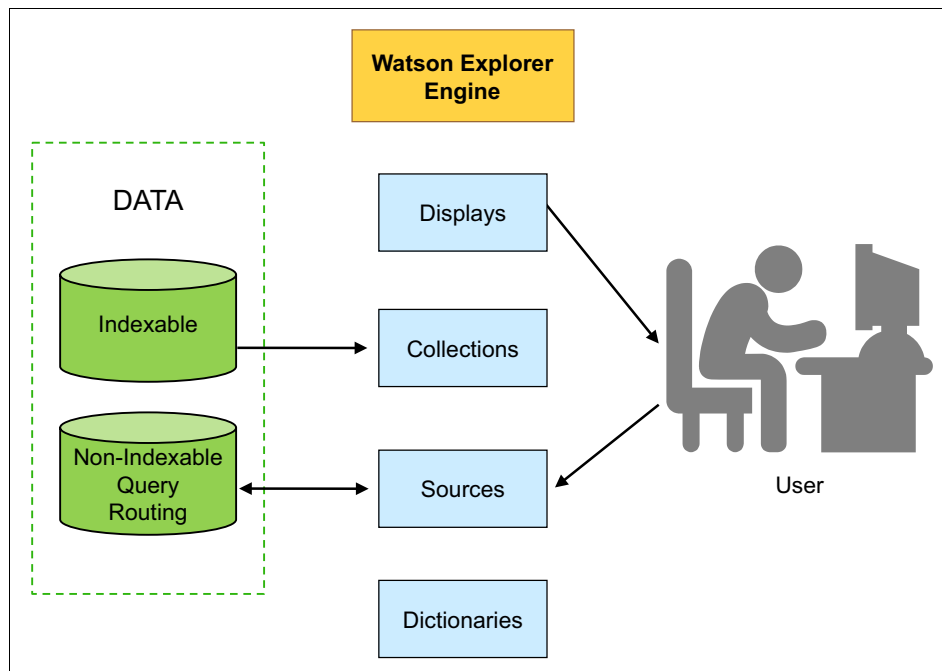 Watson Explorer
Engine
DATA
Indexable
Non-Indexable
Query
Routing
Displays
Collections
Sources
Dictionaries
User